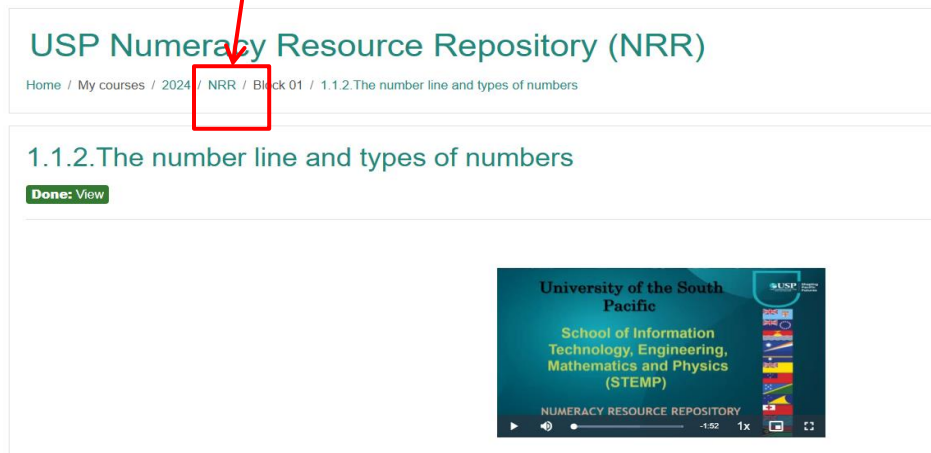 USP Numeracy Resource Repository (NRR)
Home / My courses / 2024 / NRR / Block 01 / 1.1.2.The number line and types of numbers
1.1.2.The number line and types of numbers
Done: View
University of the South
Pacific
USP
School of Information
Technology, Engineering,
Mathematics and Physics
(STEMP)
NUMERACY RESOURCE REPOSITORY
-1:52 1x